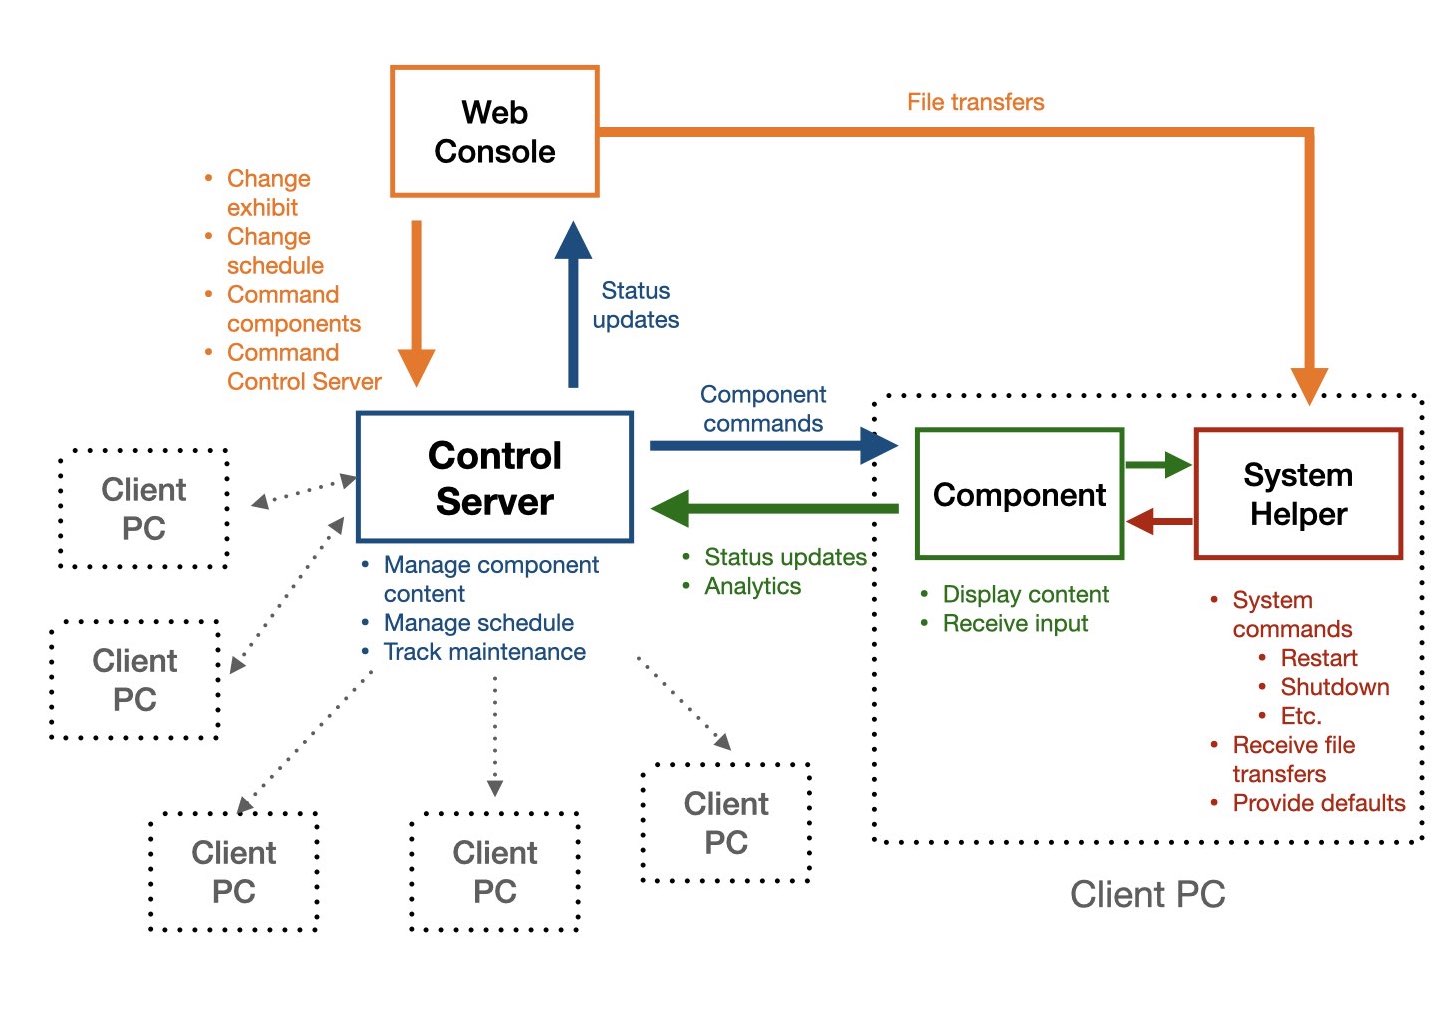 Web
Console
File transfers
• Change
exhibit
• Change
schedule
• Command
components
• Command
Control Server
Status
updates
Component
commands
Control
Server
• Manage component
content
• Manage schedule
• Track maintenance
• Status updates
• Analytics
Component
• Display content
• Receive input
System
Helper
• System
commands
• Restart
• Shutdown
• Etc.
• Receive file
transfers
• Provide defaults
Client PC
Client
PC
Client
PC
Client
PC
Client
PC
Client
PC